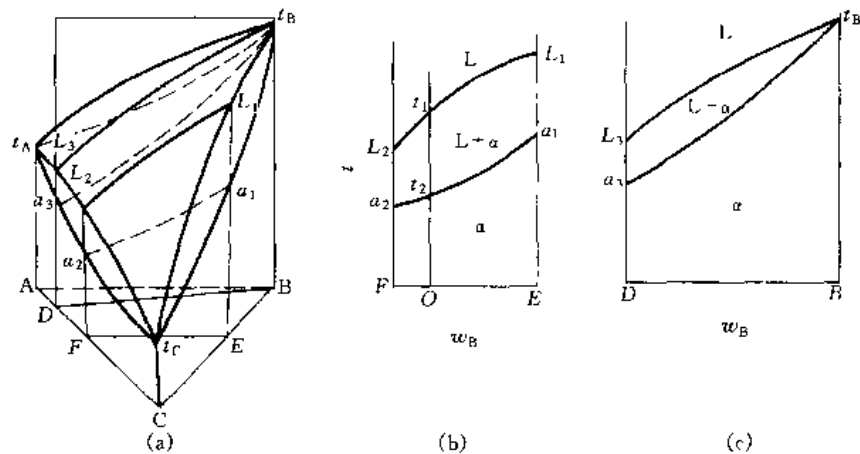 t_B
L_1
t_A
L_3
L_2
a_3
a_1
a_2
A
B
D
F
t_C
E
C
(a)
L
L_1
t_1
L_2
L+α
a_1
t
t_2
a_2
α
F
O
E
w_B
(b)
t_B
L
L-α
L_3
a_3
α
D
B
w_B
(c)